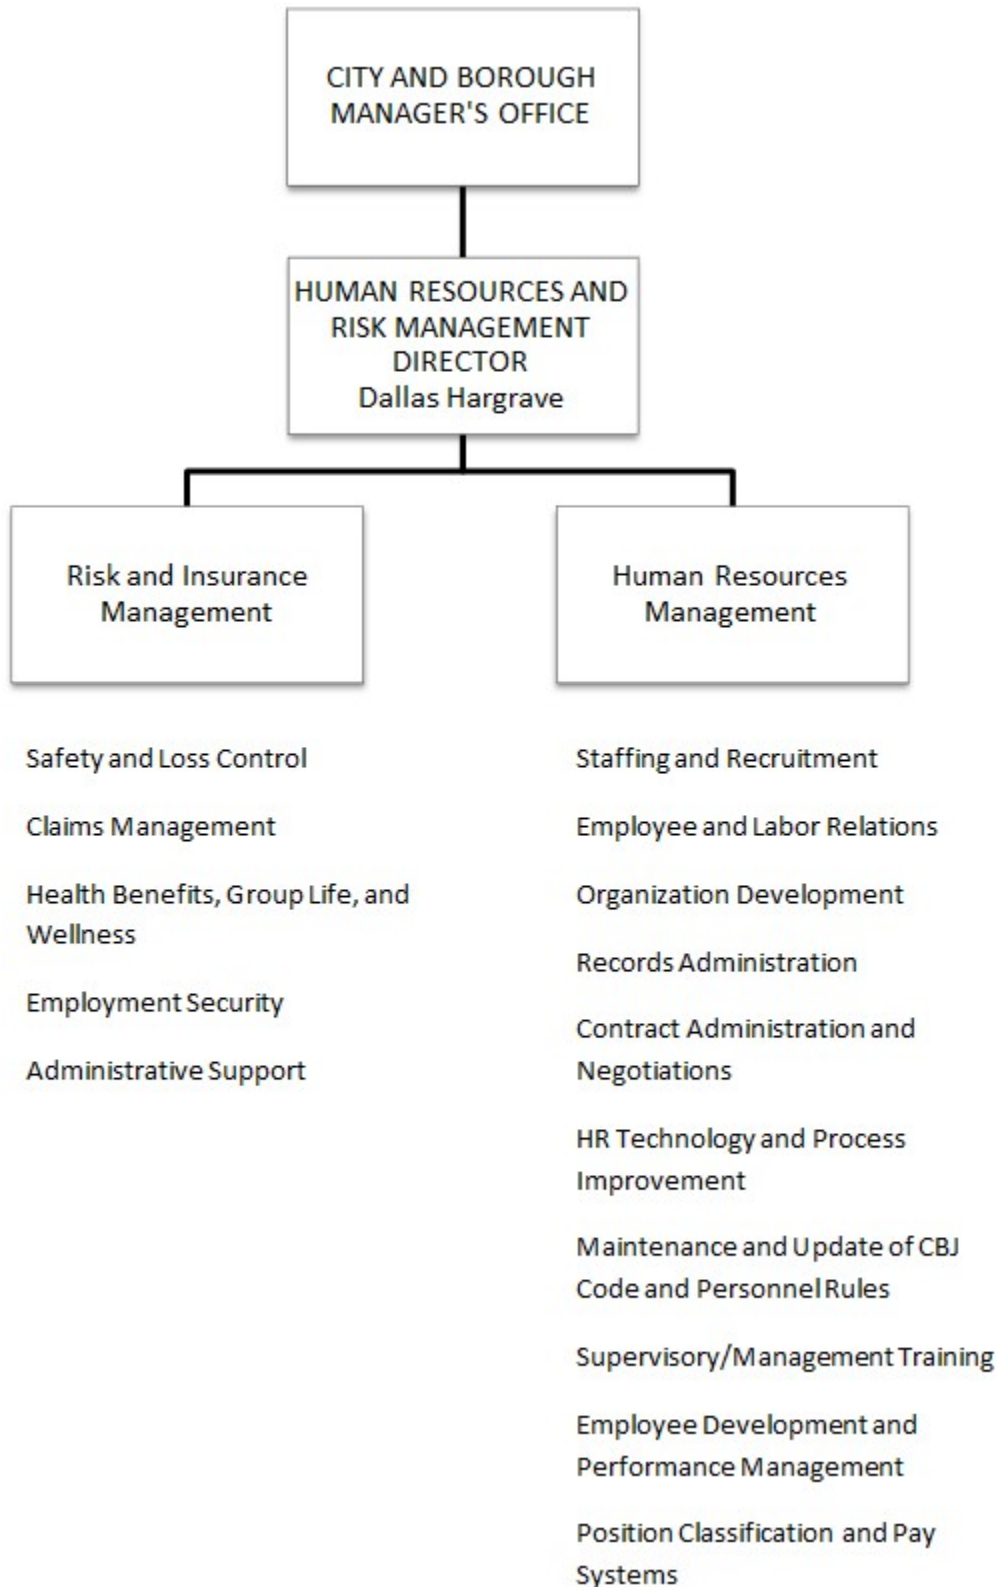 CITY AND BOROUGH
MANAGER'S OFFICE
HUMAN RESOURCES AND
RISK MANAGEMENT
DIRECTOR
Dallas Hargrave
Risk and Insurance
Management
Human Resources
Management
Safety and Loss Control
Claims Management
Health Benefits, Group Life, and
Wellness
Employment Security
Administrative Support
Staffing and Recruitment
Employee and Labor Relations
Organization Development
Records Administration
Contract Administration and
Negotiations
HR Technology and Process
Improvement
Maintenance and Update of CBJ
Code and Personnel Rules
Supervisory/Management Training
Employee Development and
Performance Management
Position Classification and Pay
Systems